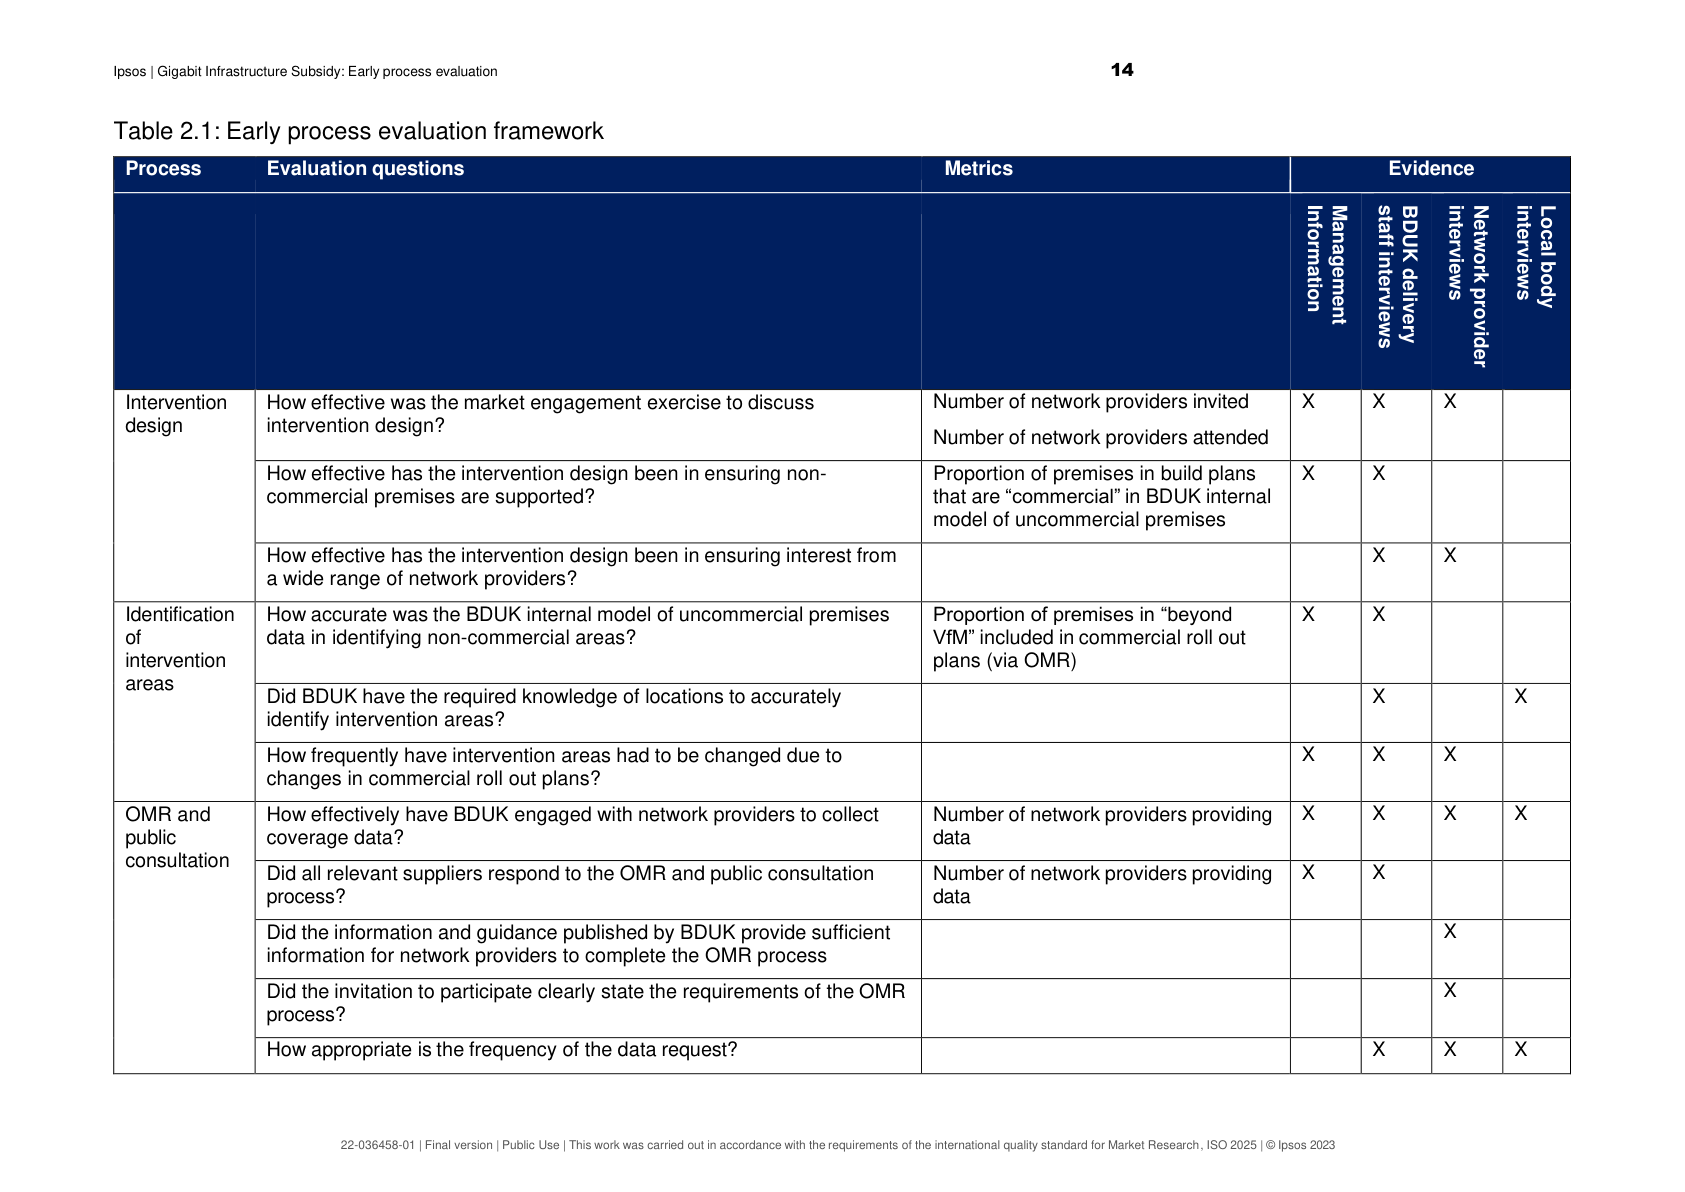 Ipsos | Gigabit Infrastructure Subsidy: Early process evaluation
14
Table 2.1: Early process evaluation framework
Process
Evaluation questions
Metrics
Evidence
Management
Information
BDUK delivery
staff interviews
Network provider
interviews
Local body
interviews
Intervention
design
How effective was the market engagement exercise to discuss
intervention design?
Number of network providers invited
Number of network providers attended
X X X
How effective has the intervention design been in ensuring non-
commercial premises are supported?
Proportion of premises in build plans
that are “commercial” in BDUK internal
model of uncommercial premises
X X
How effective has the intervention design been in ensuring interest from
a wide range of network providers?
X X
Identification
of
intervention
areas
How accurate was the BDUK internal model of uncommercial premises
data in identifying non-commercial areas?
Proportion of premises in “beyond
VfM” included in commercial roll out
plans (via OMR)
X X
Did BDUK have the required knowledge of locations to accurately
identify intervention areas?
X X
How frequently have intervention areas had to be changed due to
changes in commercial roll out plans?
X X X
OMR and
public
consultation
How effectively have BDUK engaged with network providers to collect
coverage data?
Number of network providers providing
data
X X X X
Did all relevant suppliers respond to the OMR and public consultation
process?
Number of network providers providing
data
X X
Did the information and guidance published by BDUK provide sufficient
information for network providers to complete the OMR process
X
Did the invitation to participate clearly state the requirements of the OMR
process?
X
How appropriate is the frequency of the data request?
X X X
22-036458-01 | Final version | Public Use | This work was carried out in accordance with the requirements of the international quality standard for Market Research, ISO 2025 | © Ipsos 2023